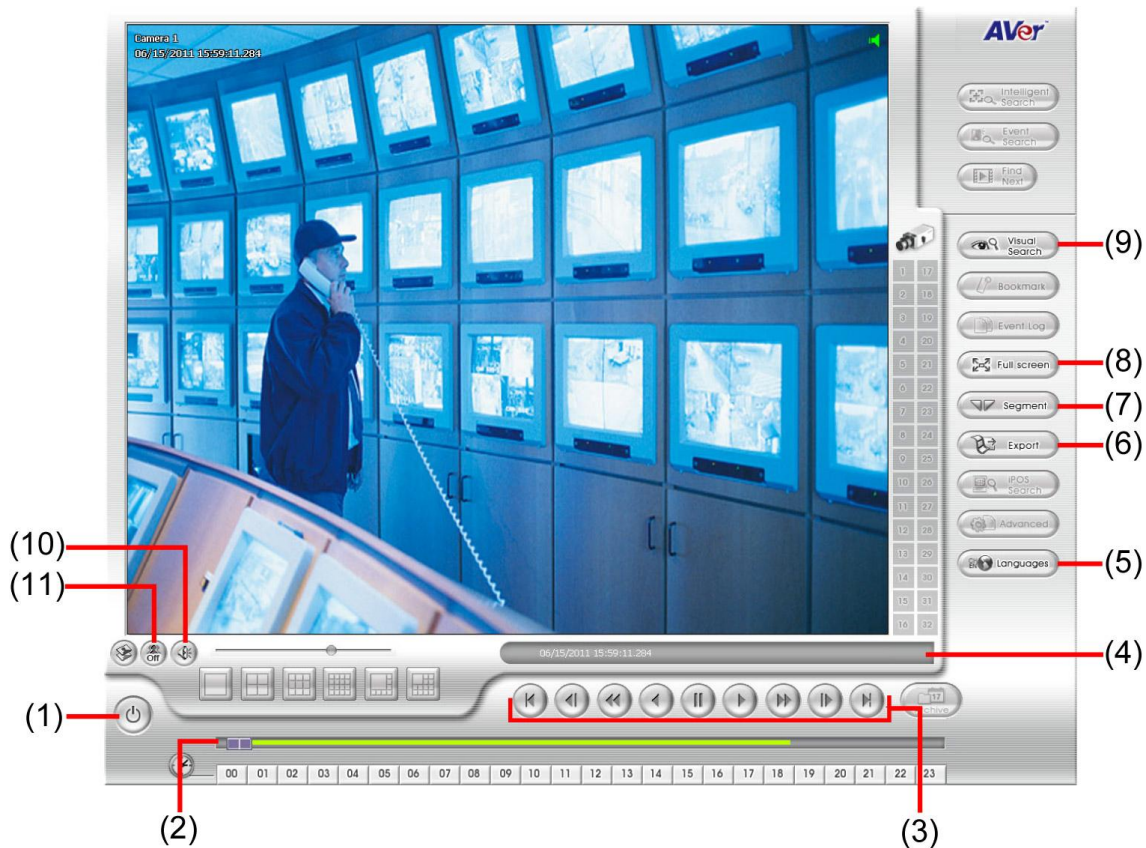 Camera 1
06/15/2011 15:59:11.284
AVer
Intelligent
Search
Event
Search
Find
Next
Visual
Search
(9)
Bookmark
Event Log
Full screen
(8)
Segment
(7)
Export
(6)
iPOS
Search
Advanced
Languages
(5)
1 17
2 18
3 19
4 20
5 21
6 22
7 23
8 24
9 25
10 26
11 27
12 28
13 29
14 30
15 31
16 32
(10)
(11)
Off
06/15/2011 15:59:11.284
(4)
(1)
17
(2)
00 01 02 03 04 05 06 07 08 09 10 11 12 13 14 15 16 17 18 19 20 21 22 23
(3)